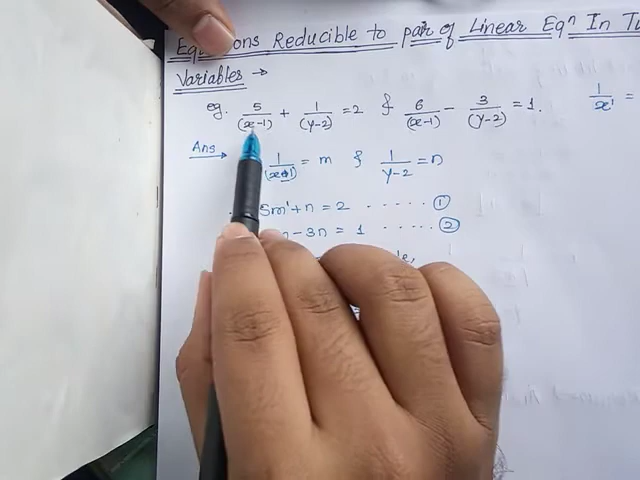 Equations Reducible to pair of Linear Eqⁿ In
Variables →
eg. 5/(x-1) + 1/(y-2) = 2 & 6/(x-1) - 3/(y-2) = 1.
1/x =
Ans → 1/(x-1) = m & 1/y-2 = n
5m + n = 2 ..... ①
- 3n = 1 ..... ②